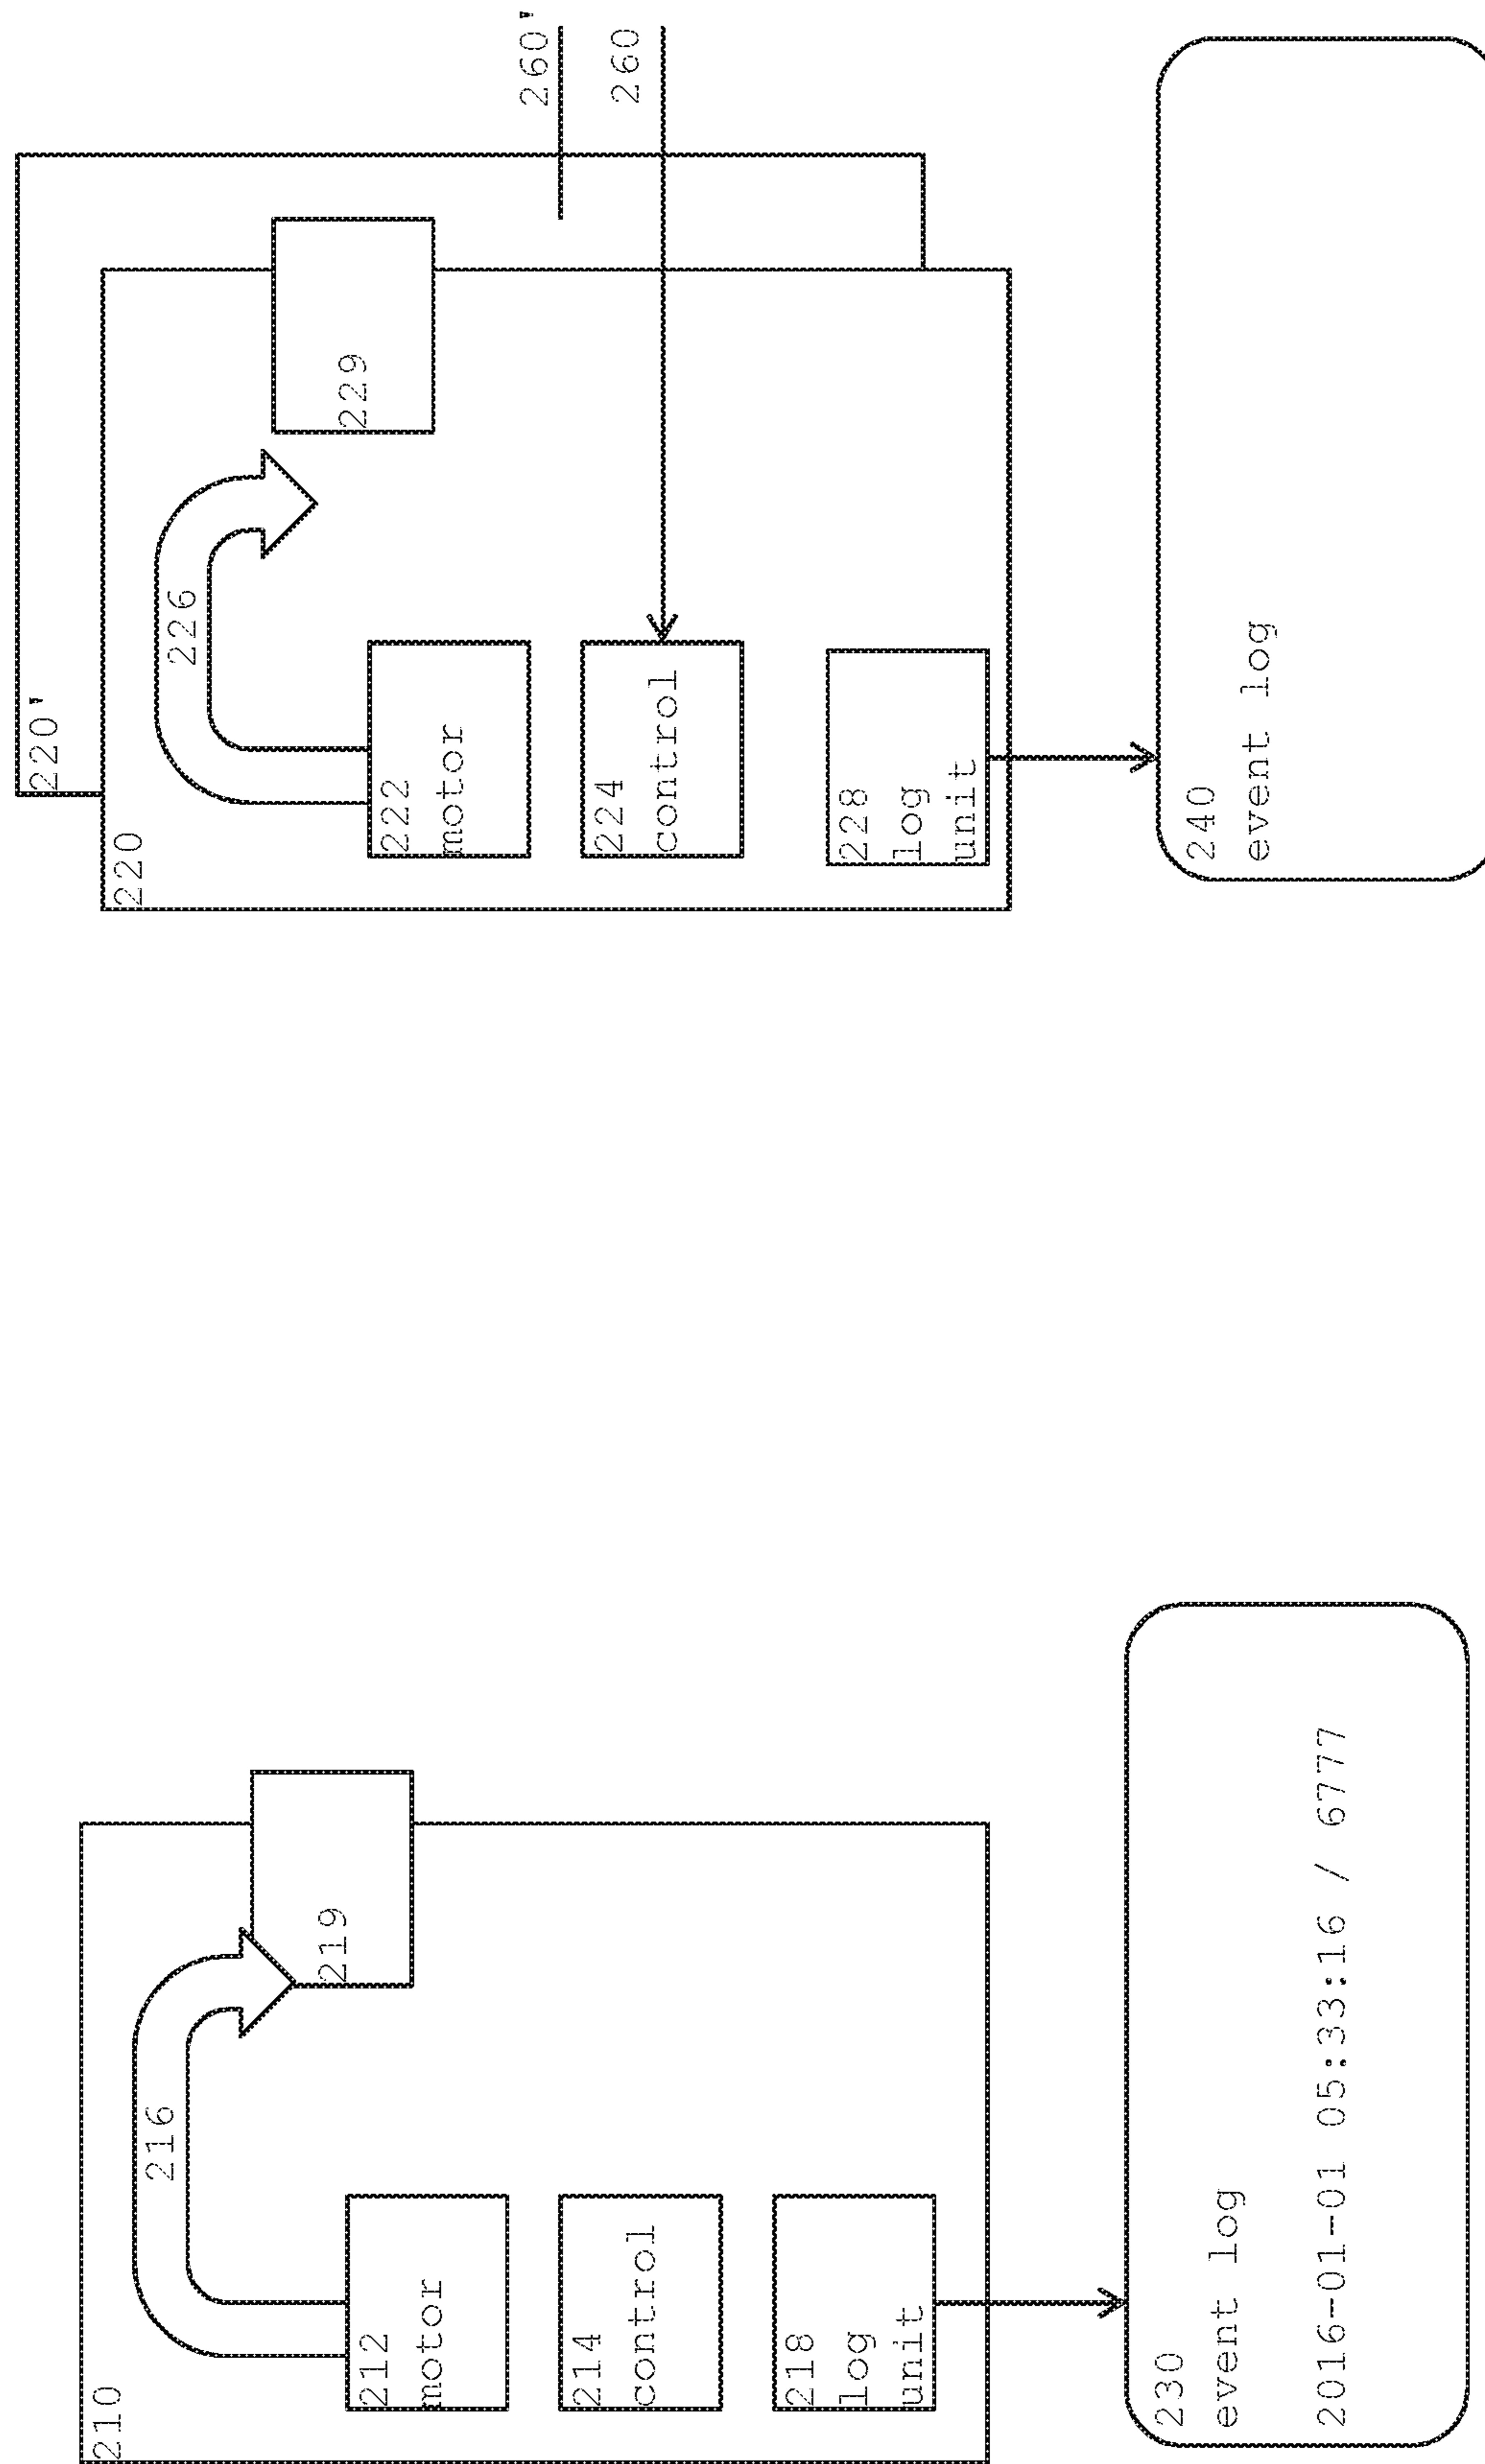 210
216
212
motor
219
214
control
218
log
unit
230
event log
2016-01-01 05:33:16 / 6777
220'
220
226
222
motor
229
260'
260
224
control
228
log
unit
240
event log